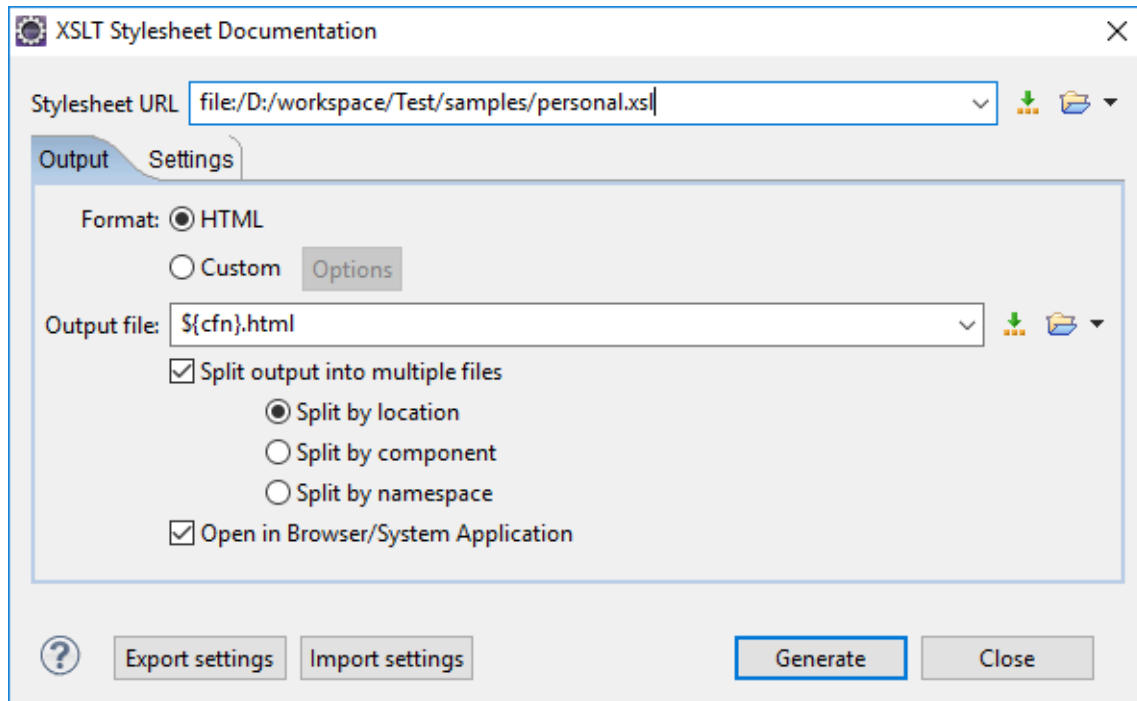 XSLT Stylesheet Documentation
Stylesheet URL file:/D:/workspace/Test/samples/personal.xsl
Output Settings
Format: HTML
Custom Options
Output file: ${cfn}.html
Split output into multiple files
Split by location
Split by component
Split by namespace
Open in Browser/System Application
? Export settings Import settings Generate Close